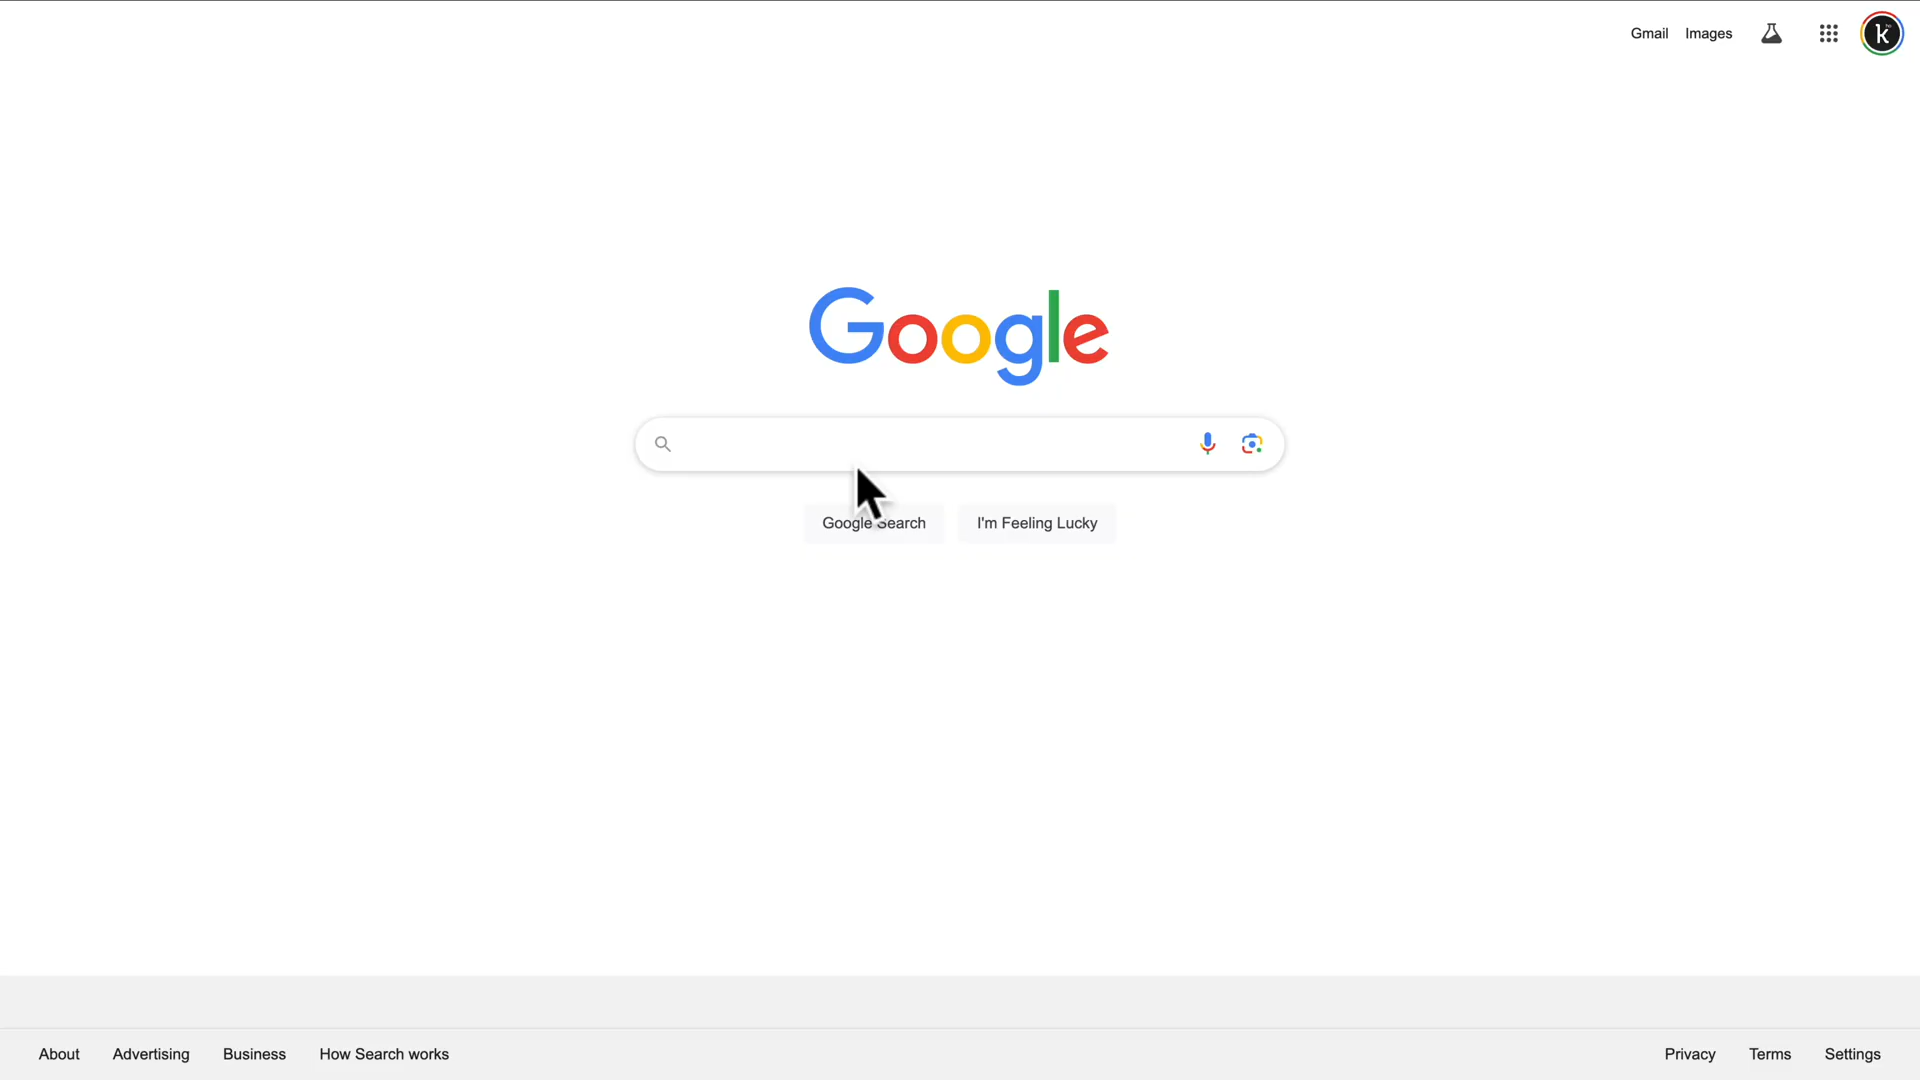 Gmail Images
Google
Google Search I'm Feeling Lucky
About Advertising Business How Search works Privacy Terms Settings